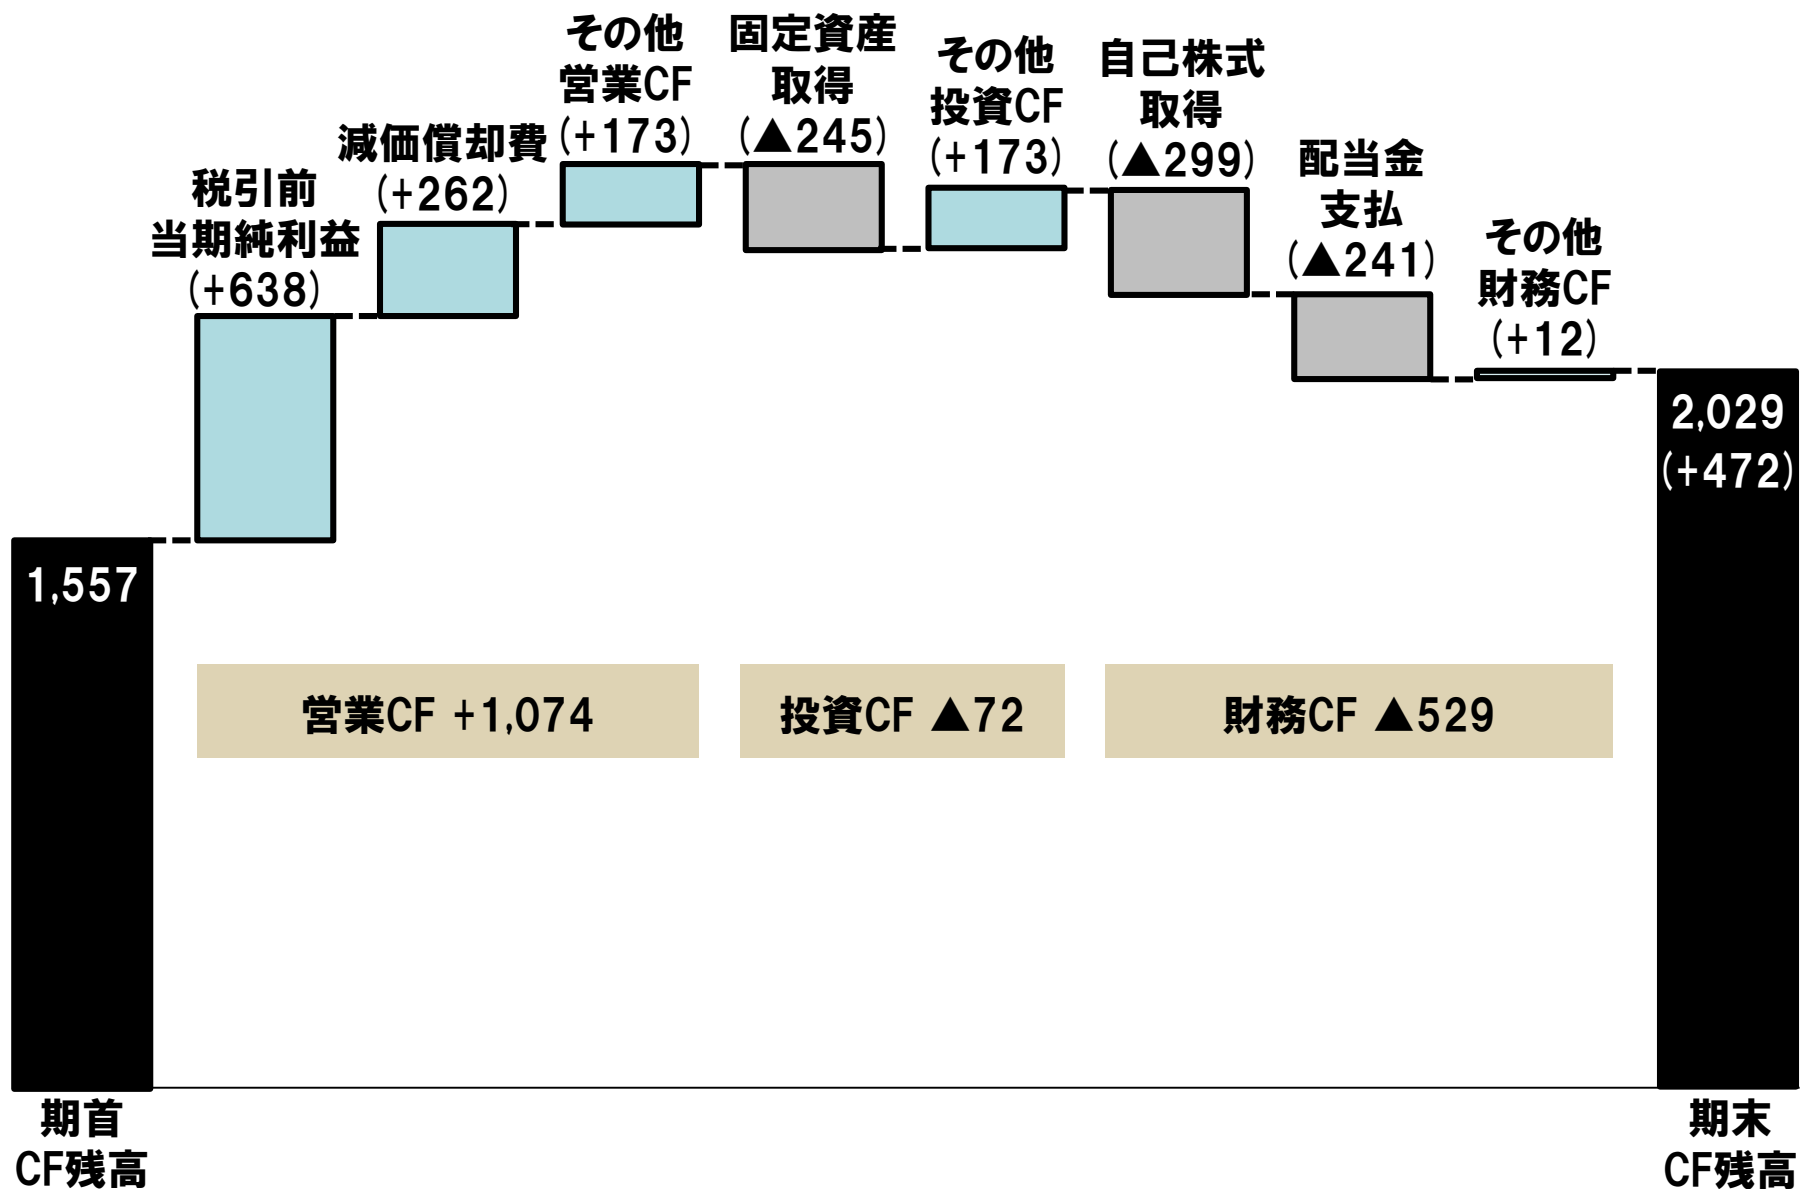 税引前
当期純利益
(+638)
減価償却費
(+262)
その他
営業CF
(+173)
固定資産
取得
(▲245)
その他
投資CF
(+173)
自己株式
取得
(▲299)
配当金
支払
(▲241)
その他
財務CF
(+12)
1,557
2,029
(+472)
営業CF +1,074
投資CF ▲72
財務CF ▲529
期首
CF残高
期末
CF残高